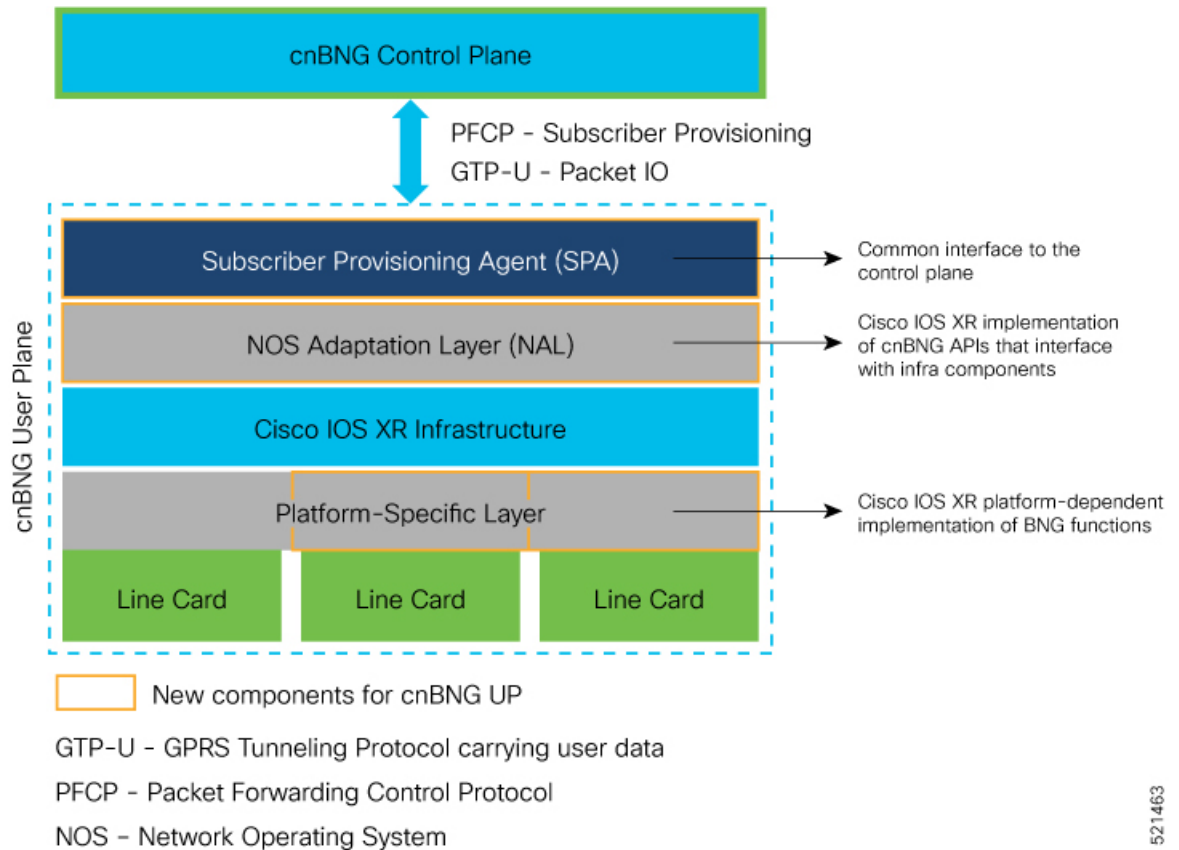 cnBNG Control Plane
PFCP - Subscriber Provisioning
GTP-U - Packet IO
cnBNG User Plane
Subscriber Provisioning Agent (SPA)
Common interface to the
control plane
NOS Adaptation Layer (NAL)
Cisco IOS XR implementation
of cnBNG APIs that interface
with infra components
Cisco IOS XR Infrastructure
Platform-Specific Layer
Cisco IOS XR platform-dependent
implementation of BNG functions
Line Card
Line Card
Line Card
New components for cnBNG UP
GTP-U - GPRS Tunneling Protocol carrying user data
PFCP - Packet Forwarding Control Protocol
NOS – Network Operating System
521463